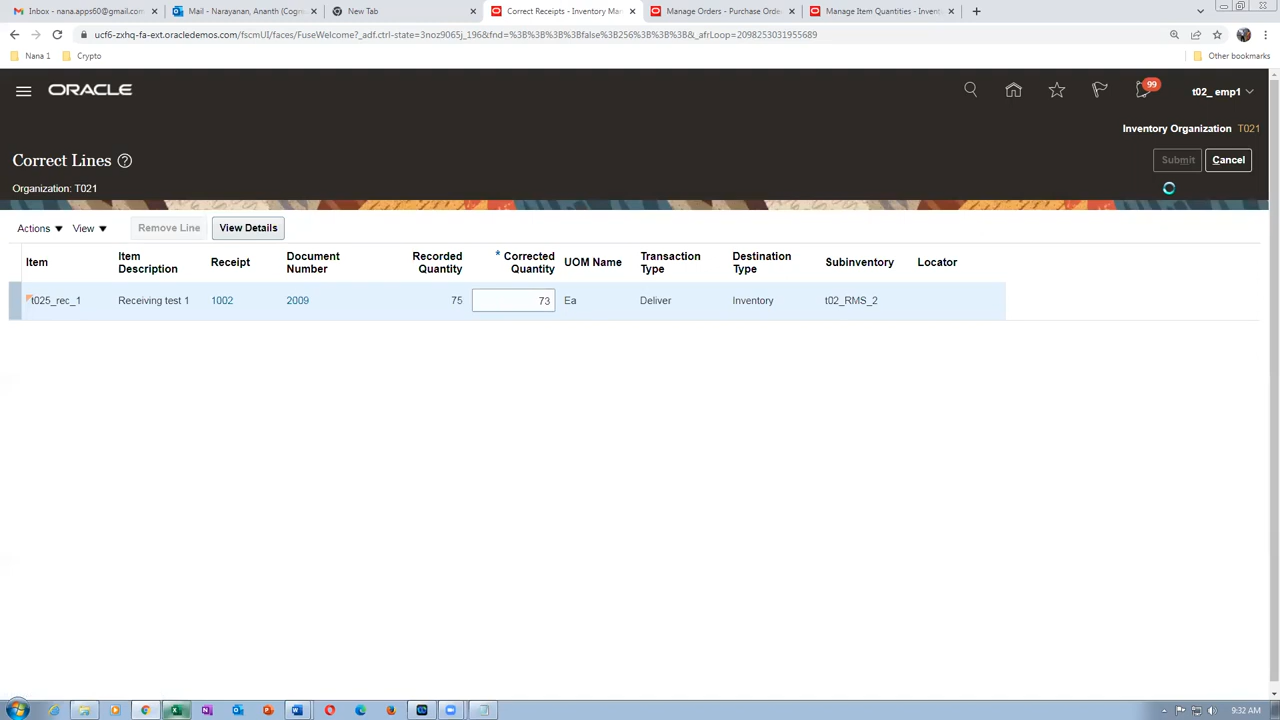 Inbox - nana.apps60@gmail.com
Mail - Narayanan, Ananth (Cogni
New Tab
Correct Receipts - Inventory Man
Manage Orders - Purchase Order
Manage Item Quantities - Invent
ucf6-zxhq-fa-ext.oracledemos.com/fscmUI/faces/FuseWelcome?_adf.ctrl-state=3noz9065j_196&fnd=%3B%3B%3B%3Bfalse%3B256%3B%3B%3B&_afrLoop=2098253031955689
Nana 1
Crypto
Other bookmarks
ORACLE
99
t02_ emp1
Inventory Organization T021
Correct Lines
Submit
Cancel
Organization: T021
Actions
View
Remove Line
View Details
Item
Item Description
Receipt
Document Number
Recorded Quantity
* Corrected Quantity
UOM Name
Transaction Type
Destination Type
Subinventory
Locator
t025_rec_1
Receiving test 1
1002
2009
75
73
Ea
Deliver
Inventory
t02_RMS_2
9:32 AM